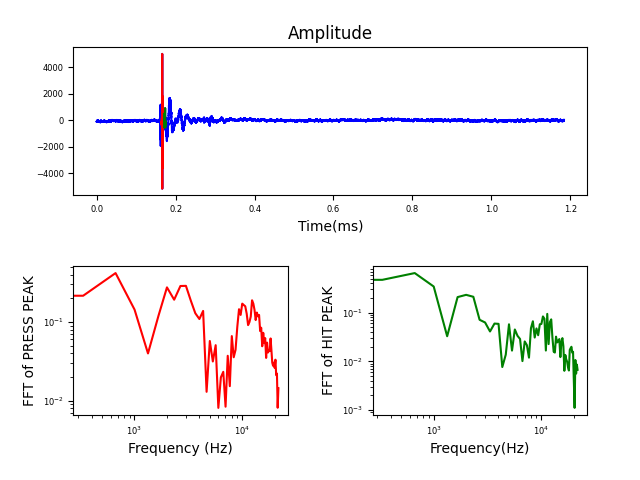 Amplitude
4000
2000
0
−2000
−4000
0.0 0.2 0.4 0.6 0.8 1.0 1.2
Time(ms)
FFT of PRESS PEAK
10⁻¹
10⁻²
10³ 10⁴
Frequency (Hz)
FFT of HIT PEAK
10⁻¹
10⁻²
10⁻³
10³ 10⁴
Frequency(Hz)